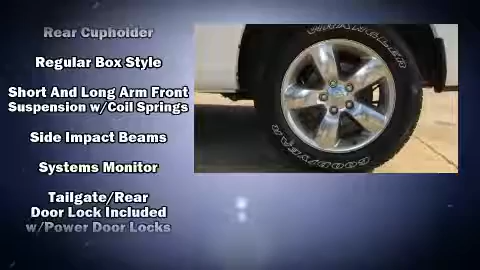 Rear Cupholder
Regular Box Style
Short And Long Arm Front
Suspension w/Coil Springs
Side Impact Beams
Systems Monitor
Tailgate/Rear
Door Lock Included
w/Power Door Locks
WRANGLER
GOODYEAR